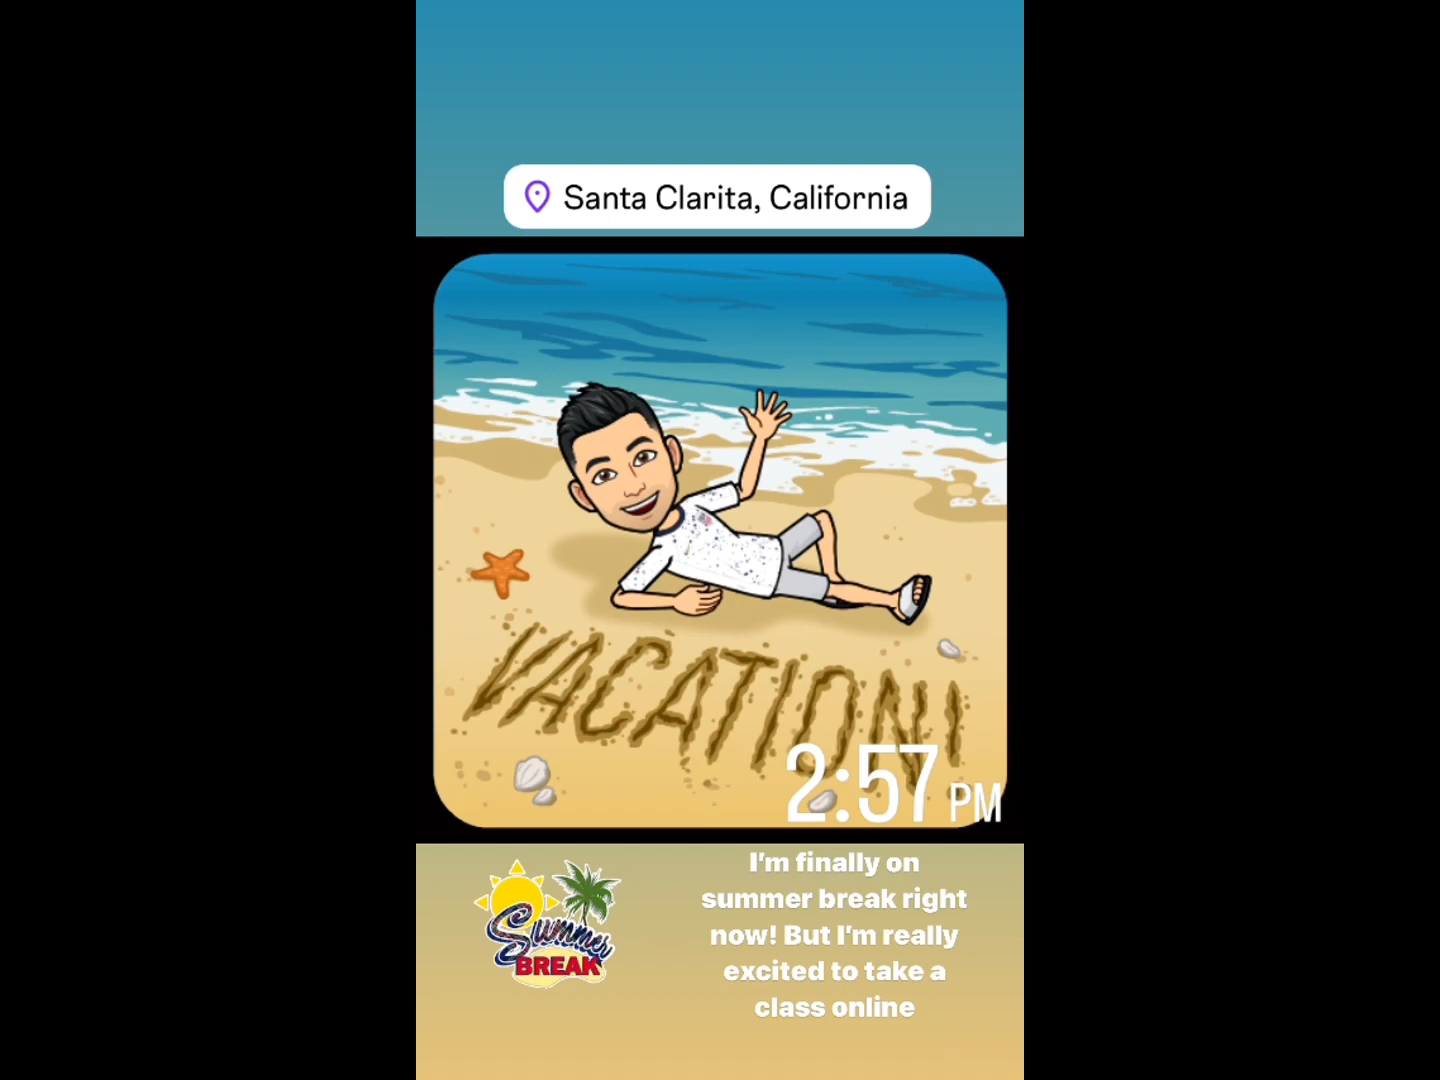 Santa Clarita, California
VACATION!
2:57 PM
Summer
BREAK
I'm finally on
summer break right
now! But I'm really
excited to take a
class online